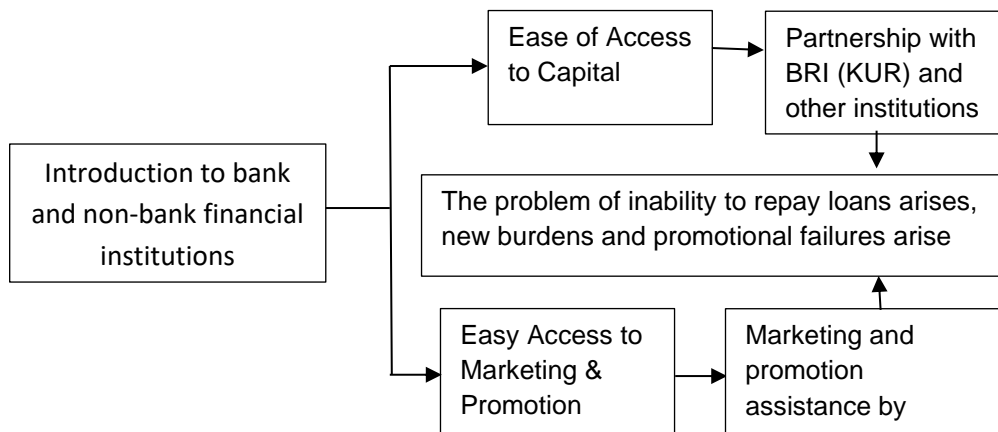 Introduction to bank
and non-bank financial
institutions
Ease of Access
to Capital
Partnership with
BRI (KUR) and
other institutions
The problem of inability to repay loans arises,
new burdens and promotional failures arise
Easy Access to
Marketing &
Promotion
Marketing and
promotion
assistance by